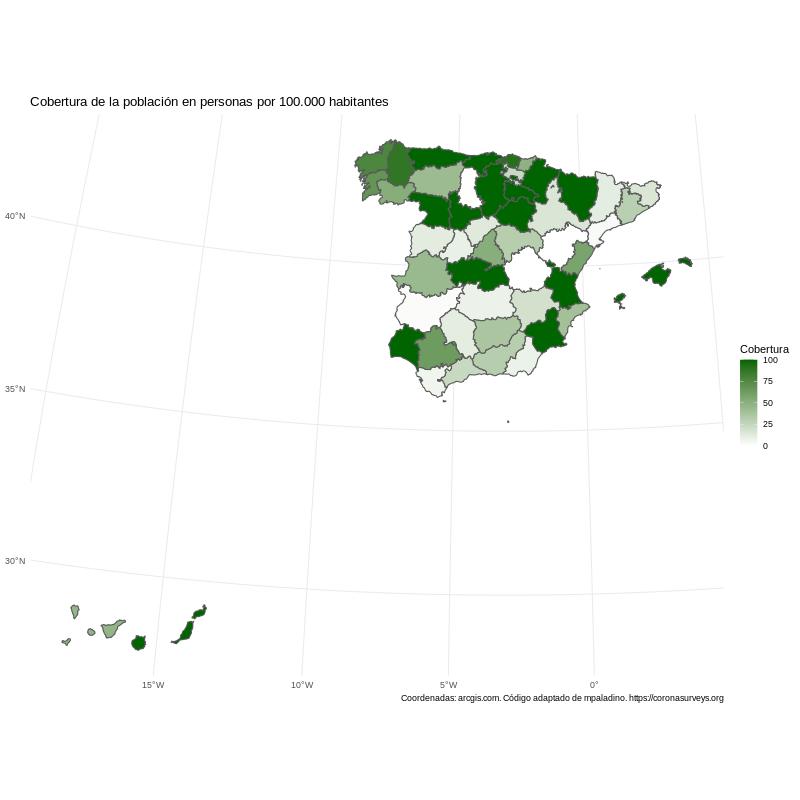 Cobertura de la población en personas por 100.000 habitantes
40°N
35°N
30°N
15°W
10°W
5°W
0°
Cobertura
100
75
50
25
0
Coordenadas: arcgis.com. Código adaptado de mpaladino. https://coronasurveys.org